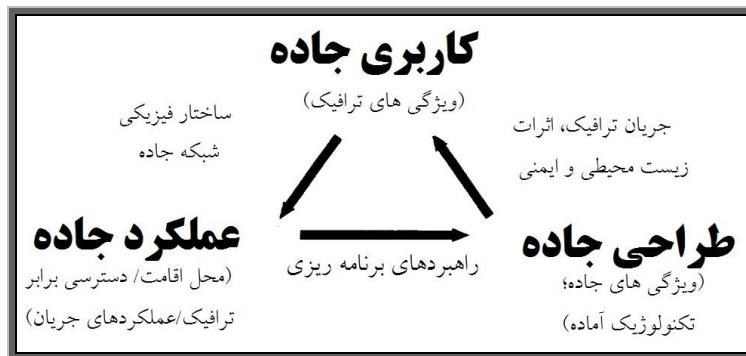 کاربری جاده
(ویژگی های ترافیک)
جریان ترافیک، اثرات
زیست محیطی و ایمنی
ساختار فیزیکی
شبکه جاده
طراحی جاده
(ویژگی های جاده؛
تکنولوژیک آماده)
راهبردهای برنامه ریزی
عملکرد جاده
(محل اقامت/ دسترسی برابر
ترافیک/عملکردهای جریان)